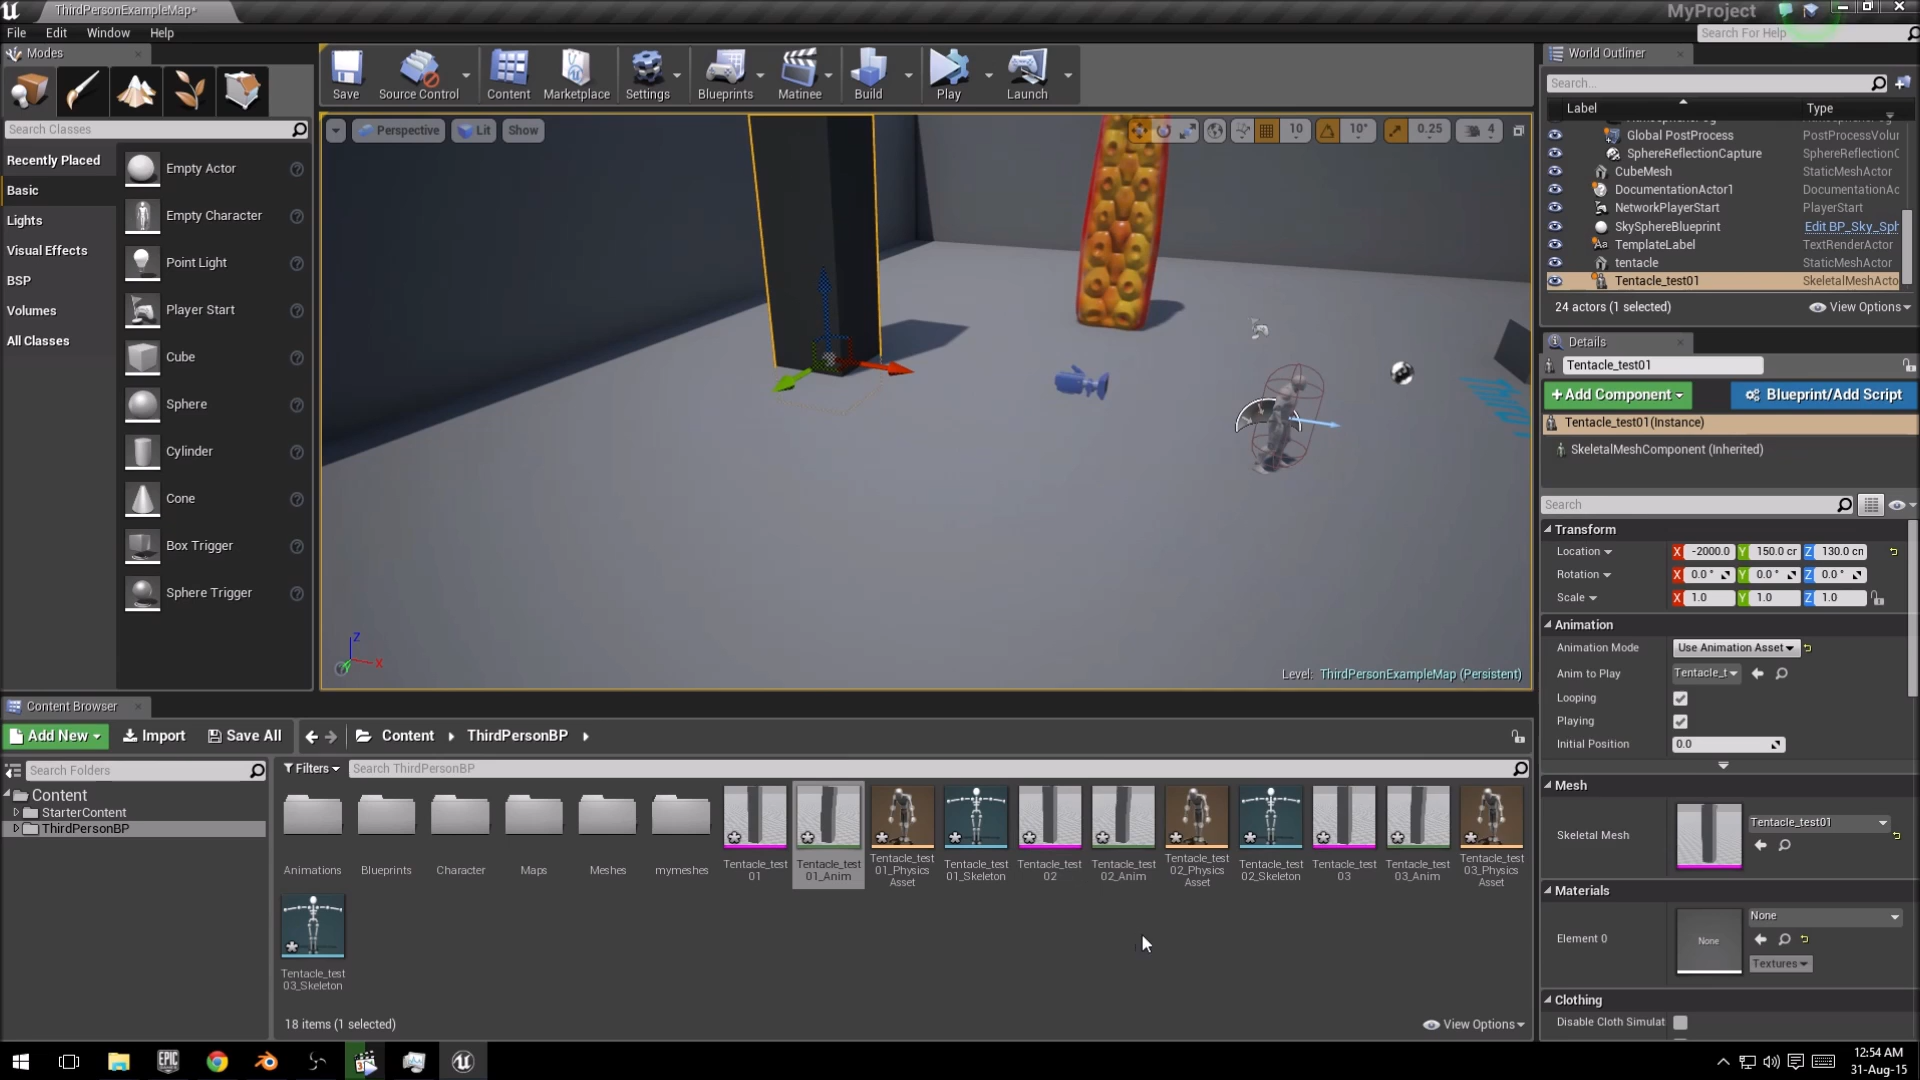 ThirdPersonExampleMap*
MyProject
File Edit Window Help
Search For Help
Modes
Search Classes
Recently Placed
Basic
Lights
Visual Effects
BSP
Volumes
All Classes
Empty Actor
Empty Character
Point Light
Player Start
Cube
Sphere
Cylinder
Cone
Box Trigger
Sphere Trigger
Save
Source Control
Content
Marketplace
Settings
Blueprints
Matinee
Build
Play
Launch
Perspective
Lit
Show
10
10°
0.25
4
Z
X
Level: ThirdPersonExampleMap (Persistent)
World Outliner
Search...
Label Type
Global PostProcess PostProcessVolur
SphereReflectionCapture SphereReflectionC
CubeMesh StaticMeshActor
DocumentationActor1 DocumentationAc
NetworkPlayerStart PlayerStart
SkySphereBlueprint Edit BP_Sky_Sph
TemplateLabel TextRenderActor
tentacle StaticMeshActor
Tentacle_test01 SkeletalMeshActo
24 actors (1 selected) View Options
Details
Tentacle_test01
+Add Component
Blueprint/Add Script
Tentacle_test01(Instance)
SkeletalMeshComponent (Inherited)
Search
Transform
Location X -2000.0 Y 150.0 cr Z 130.0 cn
Rotation X 0.0 ° Y 0.0 ° Z 0.0 °
Scale X 1.0 Y 1.0 Z 1.0
Animation
Animation Mode Use Animation Asset
Anim to Play Tentacle_t
Looping
Playing
Initial Position 0.0
Mesh
Skeletal Mesh Tentacle_test01
Materials
Element 0 None None
Textures
Clothing
Disable Cloth Simulat
Content Browser
Add New Import Save All Content ThirdPersonBP
Search Folders
Filters Search ThirdPersonBP
Content
StarterContent
ThirdPersonBP
Animations
Blueprints
Character
Maps
Meshes
mymeshes
Tentacle_test
01
Tentacle_test
01_Anim
Tentacle_test
01_Physics
Asset
Tentacle_test
01_Skeleton
Tentacle_test
02
Tentacle_test
02_Anim
Tentacle_test
02_Physics
Asset
Tentacle_test
02_Skeleton
Tentacle_test
03
Tentacle_test
03_Anim
Tentacle_test
03_Physics
Asset
Tentacle_test
03_Skeleton
18 items (1 selected)
View Options
EPIC
12:54 AM
31-Aug-15